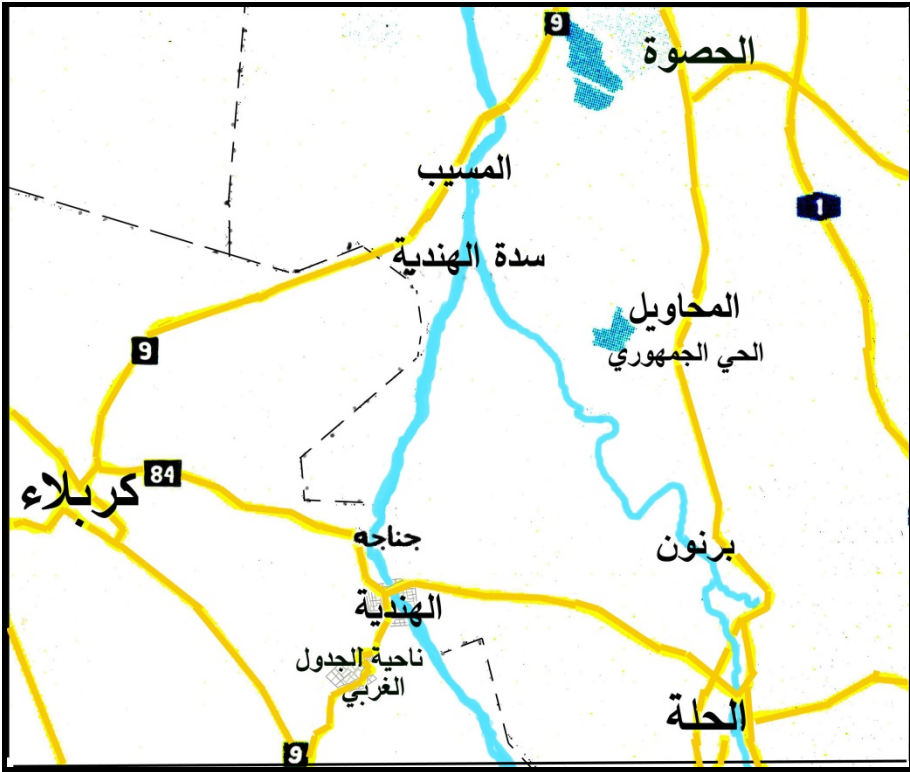 9
الحصوة
المسيب
1
سدة الهندية
المحاويل
الحي الجمهوري
9
84
كربلاء
جناجه
برنون
الهندية
ناحية الجدول
الغربي
الحلة
9